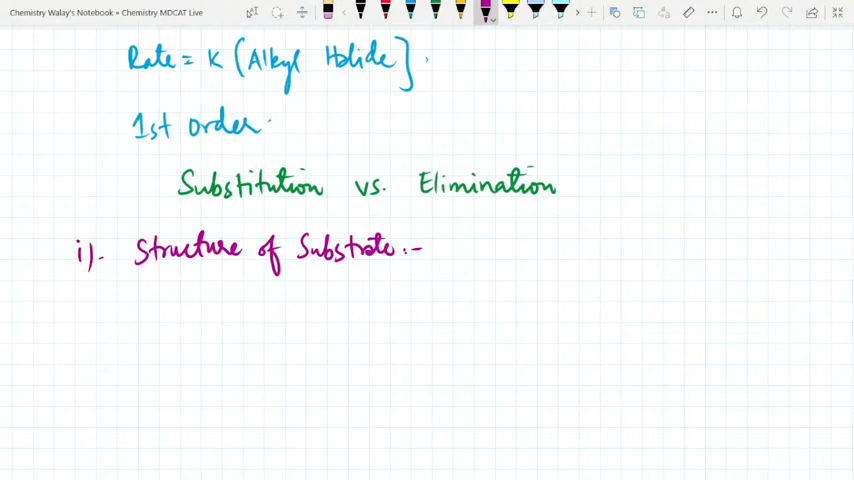 Chemistry Walay's Notebook » Chemistry MDCAT Live
Rate = K (Alkyl Halide].
1st order.
Substitution vs. Elimination
i). Structure of Substrate:-